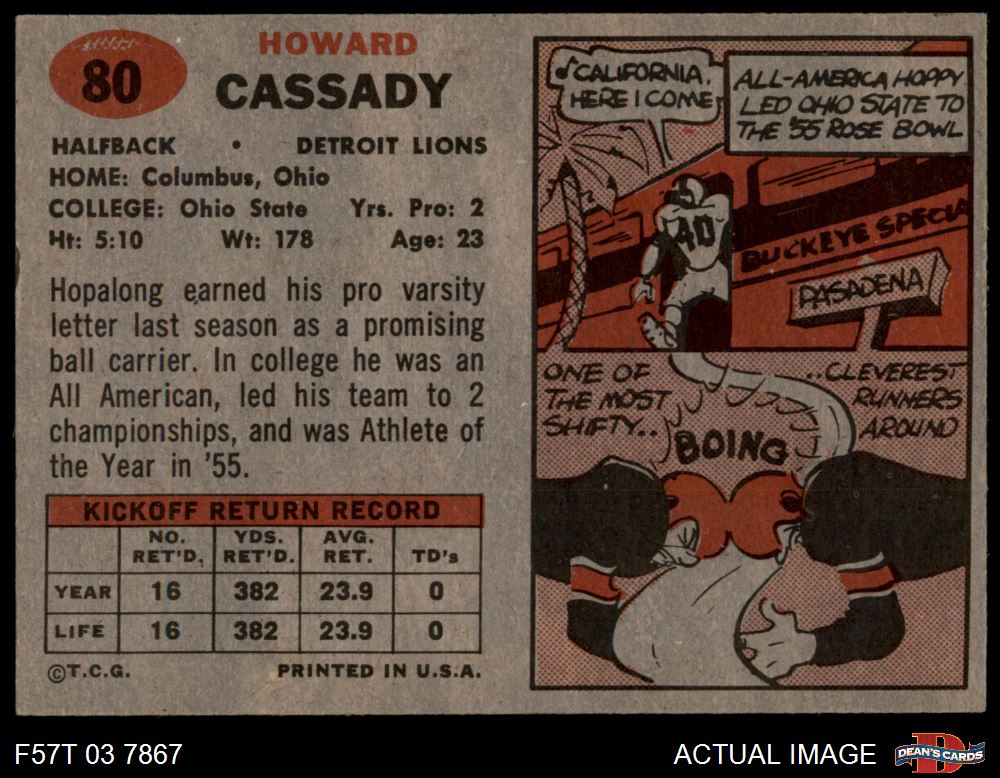 80
HOWARD
CASSADY
HALFBACK • DETROIT LIONS
HOME: Columbus, Ohio
COLLEGE: Ohio State Yrs. Pro: 2
Ht: 5:10 Wt: 178 Age: 23
Hopalong earned his pro varsity
letter last season as a promising
ball carrier. In college he was an
All American, led his team to 2
championships, and was Athlete of
the Year in '55.
KICKOFF RETURN RECORD
NO. RET'D. YDS. RET'D. AVG. RET. TD's
YEAR 16 382 23.9 0
LIFE 16 382 23.9 0
©T.C.G. PRINTED IN U.S.A.
♪CALIFORNIA,
HERE I COME
ALL-AMERICA HOPPY
LED OHIO STATE TO
THE '55 ROSE BOWL
40
BUCKEYE SPECIA
PASADENA
ONE OF
THE MOST
SHIFTY..
..CLEVEREST
RUNNERS
AROUND
BOING
F57T 03 7867 ACTUAL IMAGE
DEAN'S CARDS